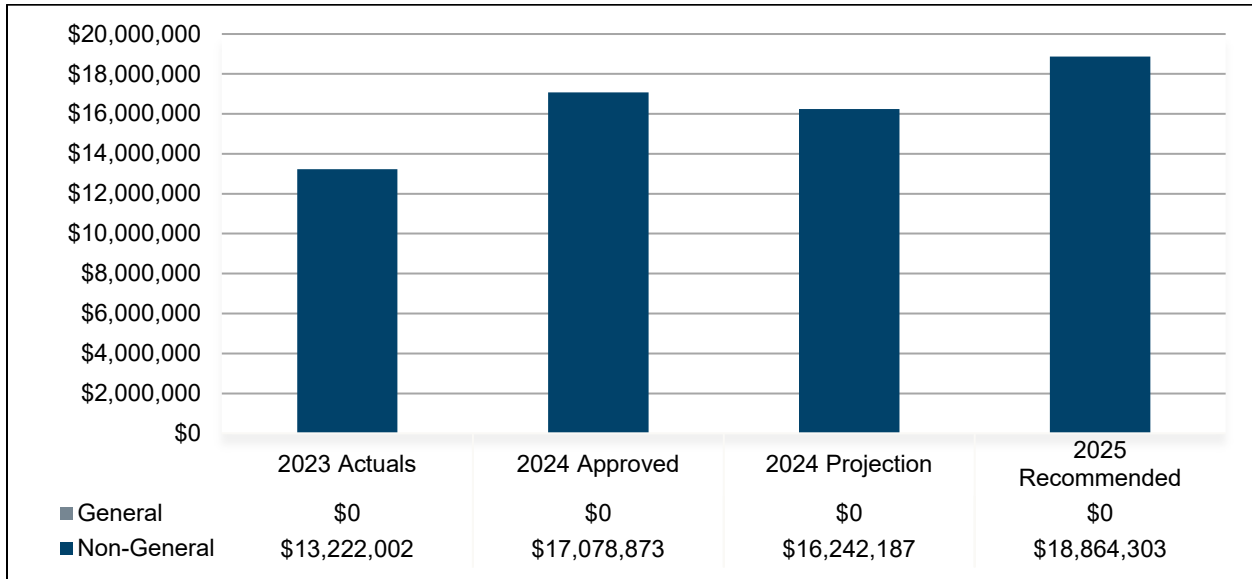 $20,000,000
$18,000,000
$16,000,000
$14,000,000
$12,000,000
$10,000,000
$8,000,000
$6,000,000
$4,000,000
$2,000,000
$0
2023 Actuals 2024 Approved 2024 Projection 2025
Recommended
General $0 $0 $0 $0
Non-General $13,222,002 $17,078,873 $16,242,187 $18,864,303